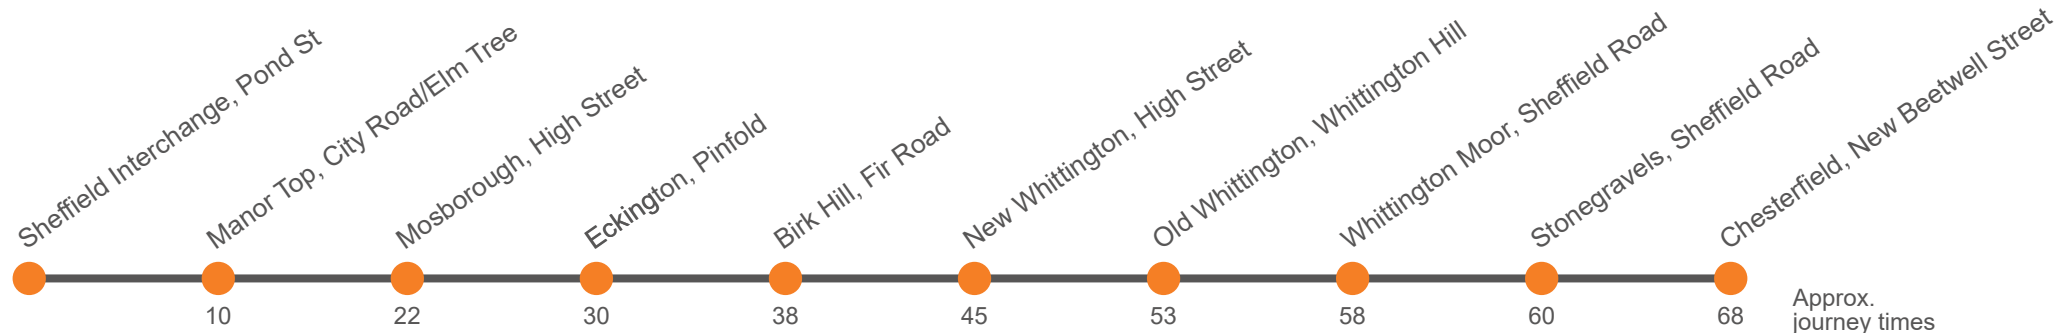 Sheffield Interchange, Pond St
Manor Top, City Road/Elm Tree
Mosborough, High Street
Eckington, Pinfold
Birk Hill, Fir Road
New Whittington, High Street
Old Whittington, Whittington Hill
Whittington Moor, Sheffield Road
Stonegravels, Sheffield Road
Chesterfield, New Beetwell Street
10
22
30
38
45
53
58
60
68
Approx.
journey times